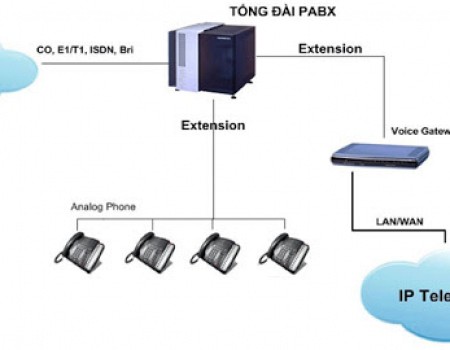 TỔNG ĐÀI PABX
CO, E1/T1, ISDN, Bri
Extension
Extension
Voice Gatew
Analog Phone
LAN/WAN
IP Tele